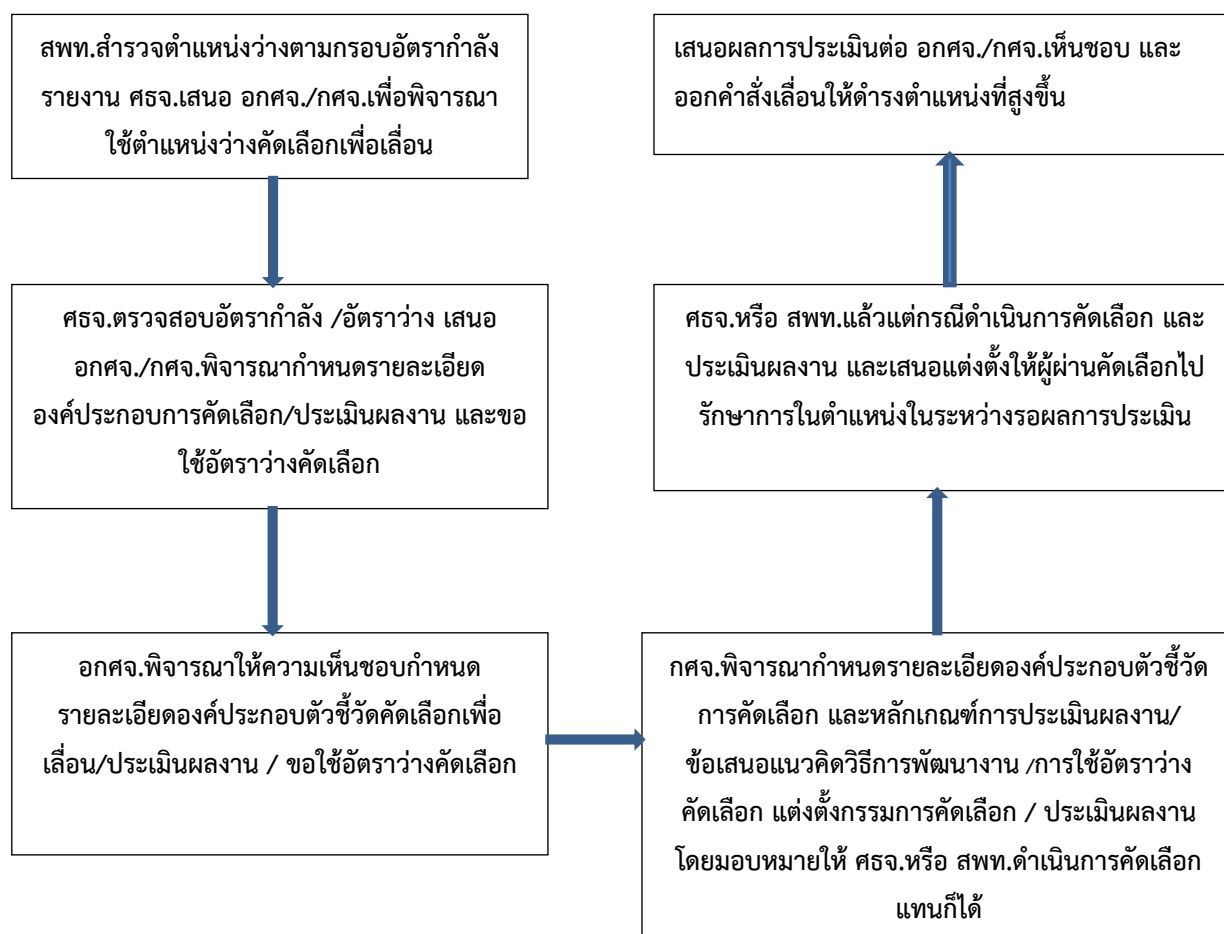 สพท.สำรวจตำแหน่งว่างตามกรอบอัตรากำลัง
รายงาน ศธจ.เสนอ อกศจ./กศจ.เพื่อพิจารณา
ใช้ตำแหน่งว่างคัดเลือกเพื่อเลื่อน
ศธจ.ตรวจสอบอัตรากำลัง /อัตราว่าง เสนอ
อกศจ./กศจ.พิจารณากำหนดรายละเอียด
องค์ประกอบการคัดเลือก/ประเมินผลงาน และขอ
ใช้อัตราว่างคัดเลือก
อกศจ.พิจารณาให้ความเห็นชอบกำหนด
รายละเอียดองค์ประกอบตัวชี้วัดคัดเลือกเพื่อ
เลื่อน/ประเมินผลงาน / ขอใช้อัตราว่างคัดเลือก
กศจ.พิจารณากำหนดรายละเอียดองค์ประกอบตัวชี้วัด
การคัดเลือก และหลักเกณฑ์การประเมินผลงาน/
ข้อเสนอแนวคิดวิธีการพัฒนางาน /การใช้อัตราว่าง
คัดเลือก แต่งตั้งกรรมการคัดเลือก / ประเมินผลงาน
โดยมอบหมายให้ ศธจ.หรือ สพท.ดำเนินการคัดเลือก
แทนก็ได้
ศธจ.หรือ สพท.แล้วแต่กรณีดำเนินการคัดเลือก และ
ประเมินผลงาน และเสนอแต่งตั้งให้ผู้ผ่านคัดเลือกไป
รักษาการในตำแหน่งในระหว่างรอผลการประเมิน
เสนอผลการประเมินต่อ อกศจ./กศจ.เห็นชอบ และ
ออกคำสั่งเลื่อนให้ดำรงตำแหน่งที่สูงขึ้น